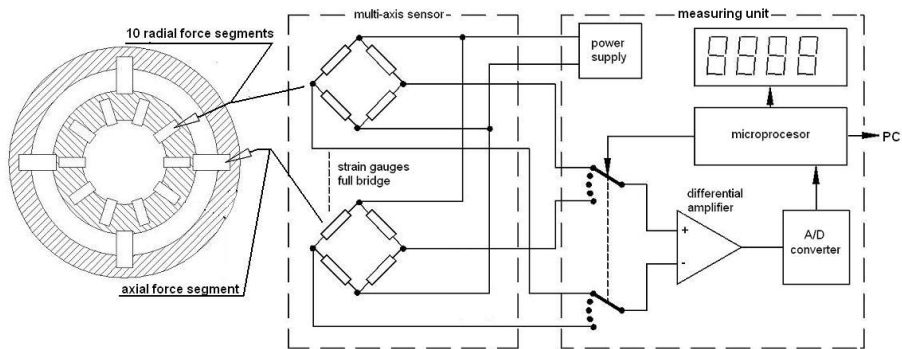 10 radial force segments
multi-axis sensor
measuring unit
power
supply
8888
microprocesor
PC
strain gauges
full bridge
differential
amplifier
+
-
A/D
converter
axial force segment